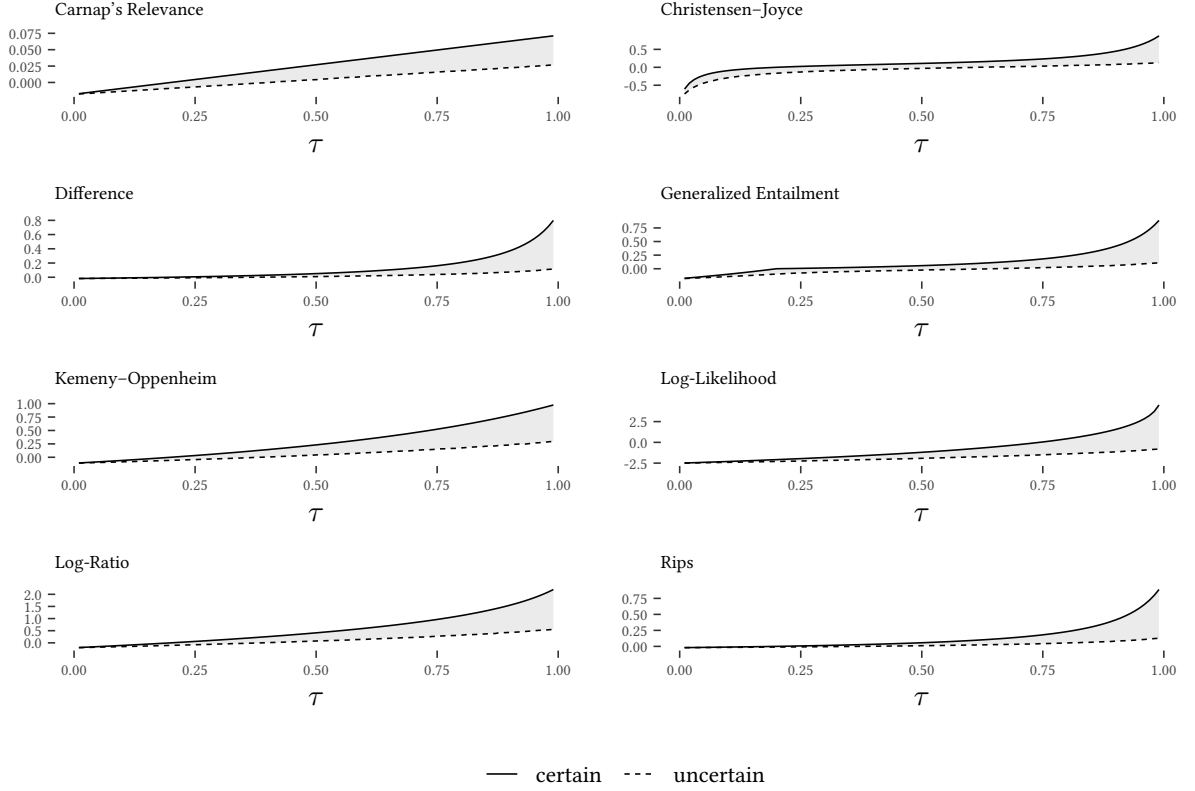 Carnap's Relevance
0.075
0.050
0.025
0.000
0.00 0.25 0.50 0.75 1.00
τ
Christensen–Joyce
0.5
0.0
-0.5
0.00 0.25 0.50 0.75 1.00
τ
Difference
0.8
0.6
0.4
0.2
0.0
0.00 0.25 0.50 0.75 1.00
τ
Generalized Entailment
0.75
0.50
0.25
0.00
0.00 0.25 0.50 0.75 1.00
τ
Kemeny–Oppenheim
1.00
0.75
0.50
0.25
0.00
0.00 0.25 0.50 0.75 1.00
τ
Log-Likelihood
2.5
0.0
-2.5
0.00 0.25 0.50 0.75 1.00
τ
Log-Ratio
2.0
1.5
1.0
0.5
0.0
0.00 0.25 0.50 0.75 1.00
τ
Rips
0.75
0.50
0.25
0.00
0.00 0.25 0.50 0.75 1.00
τ
certain uncertain